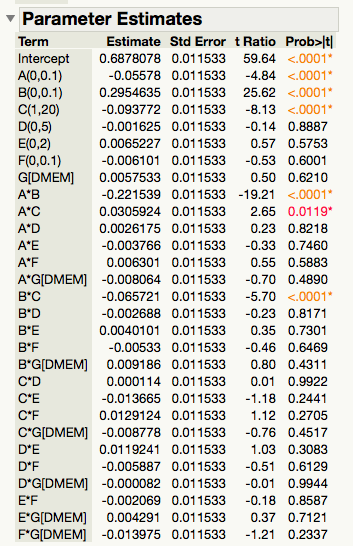 Parameter Estimates
Term Estimate Std Error t Ratio Prob>|t|
Intercept 0.6878078 0.011533 59.64 <.0001*
A(0,0.1) -0.05578 0.011533 -4.84 <.0001*
B(0,0.1) 0.2954635 0.011533 25.62 <.0001*
C(1,20) -0.093772 0.011533 -8.13 <.0001*
D(0,5) -0.001625 0.011533 -0.14 0.8887
E(0,2) 0.0065227 0.011533 0.57 0.5753
F(0,0.1) -0.006101 0.011533 -0.53 0.6001
G[DMEM] 0.0057533 0.011533 0.50 0.6210
A*B -0.221539 0.011533 -19.21 <.0001*
A*C 0.0305924 0.011533 2.65 0.0119*
A*D 0.0026175 0.011533 0.23 0.8218
A*E -0.003766 0.011533 -0.33 0.7460
A*F 0.006301 0.011533 0.55 0.5883
A*G[DMEM] -0.008064 0.011533 -0.70 0.4890
B*C -0.065721 0.011533 -5.70 <.0001*
B*D -0.002688 0.011533 -0.23 0.8171
B*E 0.0040101 0.011533 0.35 0.7301
B*F -0.00533 0.011533 -0.46 0.6469
B*G[DMEM] 0.009186 0.011533 0.80 0.4311
C*D 0.000114 0.011533 0.01 0.9922
C*E -0.013665 0.011533 -1.18 0.2441
C*F 0.0129124 0.011533 1.12 0.2705
C*G[DMEM] -0.008778 0.011533 -0.76 0.4517
D*E 0.0119241 0.011533 1.03 0.3083
D*F -0.005887 0.011533 -0.51 0.6129
D*G[DMEM] -0.000082 0.011533 -0.01 0.9944
E*F -0.002069 0.011533 -0.18 0.8587
E*G[DMEM] 0.004291 0.011533 0.37 0.7121
F*G[DMEM] -0.013975 0.011533 -1.21 0.2337